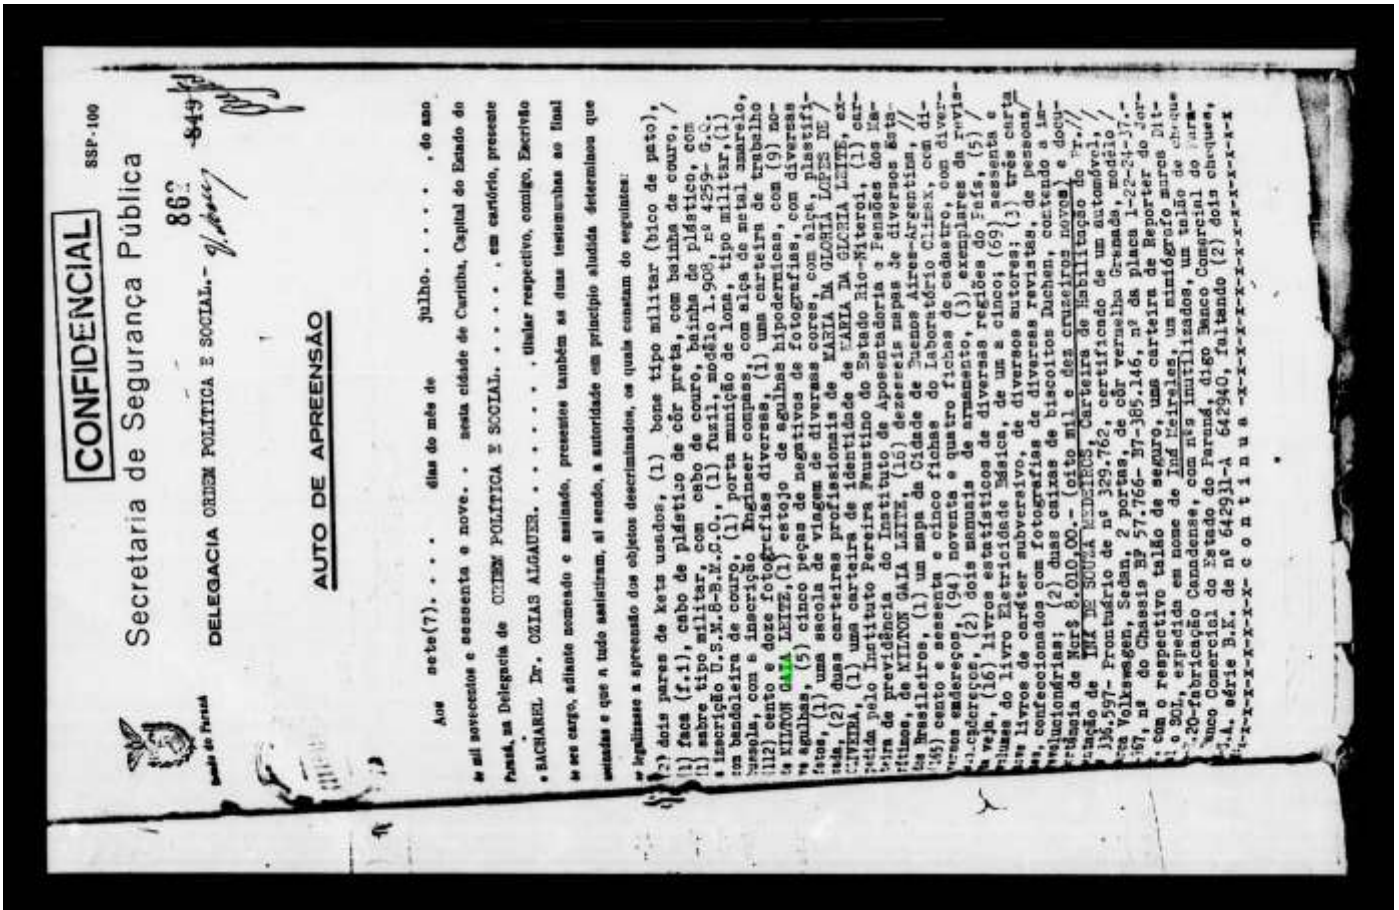 CONFIDENCIAL
SSP-100
Secretaria de Segurança Pública
862
849
Estado do Paraná
DELEGACIA ORDEM POLITICA E SOCIAL.-
AUTO DE APREENSÃO
Aos sete(7). . . . dias do mês de julho. . . . . . do ano
de mil novecentos e sessenta e nove. . nesta cidade de Curitiba, Capital do Estado do
Paraná, na Delegacia de ORDEM POLITICA E SOCIAL. . . . . . , em cartório, presente
o BACHAREL Dr. OZIAS ALGAUER. . . . . . . . titular respectivo, comigo, Escrivão
de seu cargo, adiante nomeado e assinado, presentes também as duas testemunhas ao final
assinadas e que a tudo assistiram, aí sendo, a autoridade em princípio aludida determinou que
se legalizasse a apreensão dos objetos descriminados, os quais constam do seguinte:
(2) dois pares de kets usados, (1) bone tipo militar (bico de pato),
(1) faca (f.i), cabo de plástico de côr preta, com bainha de couro, /
(1) sabre tipo militar, com cabo de couro, bainha de plástico, com
a inscrição U.S.M.8-B.M.C.O., (1) fuzil, modêlo 1.908, nº 4259- G.C.
com bandoleira de couro, (1) porta munição de lona, tipo militar,(1)
bussola, com a inscrição Engineer compass, com alça de metal amarelo,
(112) cento e doze fotografias diversas, (1) uma carteira de trabalho
de MILTON GAIA LEITE,(1) estojo de agulhas hipodermicas, com (9) no-
ve agulhas, (5) cinco peças de negativos de fotografias, com diversas
fotos, (1) uma sacola de viagem de diversas cores, com alça, plastifi-
cada, (2) duas carteiras profissionais de MARIA DA GLORIA LOPES DE /
OLIVEIRA, (1) uma carteira de identidade de MARIA DA GLORIA LEITE, ex-
pedida pelo Instituto Pereira Faustino do Estado Rio-Niteroi, (1) car-
teira de previdência do Instituto de Aposentadoria e Pensões dos Ma-
ritimos, de MILTON GAIA LEITE, (16) dezesseis mapas de diversos Esta-
dos Brasileiros, (1) um mapa da Cidade de Buenos Aires-Argentina, //
(165) cento e sessenta e cinco fichas do Laboratório Climax, com di-
versos endereços, (94) noventa e quatro fichas de cadastro, com diver-
sos endereços, (2) dois manuais de armamento, (3) exemplares da revis-
ta veja, (16) livros estatísticos de diversas regiões do País, (5) /
volumes do livro Eletricidade Básica, de um a cinco; (69) sessenta e
nove livros de caráter subversivo, de diversos autores; (3) três carta
zes, confeccionados com fotografias de diversas revistas, de pessoas/
revolucionárias; (2) duas caixas de biscoitos Duchen, contendo a im-
portância de Ncr$ 8.010,00.- (oito mil e dez cruzeiros novos) e docu-
mentação de INÁ DE SOUZA MEDEIROS, Carteira de Habilitação do Pr.//
336.597- Prontuário de nº 329.762, certificado de um automóvel, /
marca Volkswagen, Sedan, 2 portas, de côr vermelha Granada, modêlo /
1967, nº do Chassis BF 57.766- B7-385.146, nº da placa 1-22-24-37.-
com o respectivo talão de seguro, uma carteira de Reporter do Jor-
nal o SOL, expedida em nome de Iná Meireles, um mimiógrafo marca Dit-
to.20-fabricação Canadense, com nºs inutilizados, um talão de cheque
Banco Comercial do Estado do Paraná, digo Banco Comercial do Para-
S.A. série B.K. de nº 642931-A 642940, faltando (2) dois cheques,
x-x-x-x-x-x-x-x- c o n t i n u a -x-x-x-x-x-x-x-x-x-x-x-x-x-x